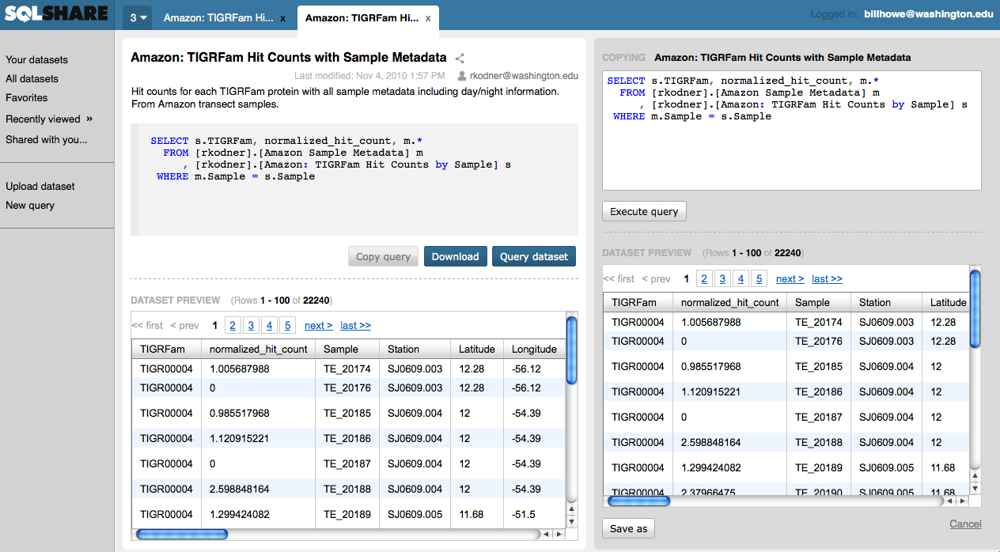 SQLSHARE
3
Amazon: TIGRFam Hi... x
Amazon: TIGRFam Hi... x
Logged in: billhowe@washington.edu
Your datasets
All datasets
Favorites
Recently viewed »
Shared with you...
Upload dataset
New query
Amazon: TIGRFam Hit Counts with Sample Metadata
Last modified: Nov 4, 2010 1:57 PM rkodner@washington.edu
Hit counts for each TIGRFam protein with all sample metadata including day/night information.
From Amazon transect samples.
SELECT s.TIGRFam, normalized_hit_count, m.*
FROM [rkodner].[Amazon Sample Metadata] m
, [rkodner].[Amazon: TIGRFam Hit Counts by Sample] s
WHERE m.Sample = s.Sample
Copy query Download Query dataset
DATASET PREVIEW (Rows 1 - 100 of 22240)
<< first < prev 1 2 3 4 5 next > last >>
TIGRFam normalized_hit_count Sample Station Latitude Longitude
TIGR00004 1.005687988 TE_20174 SJ0609.003 12.28 -56.12
TIGR00004 0 TE_20176 SJ0609.003 12.28 -56.12
TIGR00004 0.985517968 TE_20185 SJ0609.004 12 -54.39
TIGR00004 1.120915221 TE_20186 SJ0609.004 12 -54.39
TIGR00004 0 TE_20187 SJ0609.004 12 -54.39
TIGR00004 2.598848164 TE_20188 SJ0609.004 12 -54.39
TIGR00004 1.299424082 TE_20189 SJ0609.005 11.68 -51.5
COPYING Amazon: TIGRFam Hit Counts with Sample Metadata
SELECT s.TIGRFam, normalized_hit_count, m.*
FROM [rkodner].[Amazon Sample Metadata] m
, [rkodner].[Amazon: TIGRFam Hit Counts by Sample] s
WHERE m.Sample = s.Sample
Execute query
DATASET PREVIEW (Rows 1 - 100 of 22240)
<< first < prev 1 2 3 4 5 next > last >>
TIGRFam normalized_hit_count Sample Station Latitude
TIGR00004 1.005687988 TE_20174 SJ0609.003 12.28
TIGR00004 0 TE_20176 SJ0609.003 12.28
TIGR00004 0.985517968 TE_20185 SJ0609.004 12
TIGR00004 1.120915221 TE_20186 SJ0609.004 12
TIGR00004 0 TE_20187 SJ0609.004 12
TIGR00004 2.598848164 TE_20188 SJ0609.004 12
TIGR00004 1.299424082 TE_20189 SJ0609.005 11.68
TIGR00004 2.37966475 TE_20190 SJ0609.005 11.68
Save as Cancel